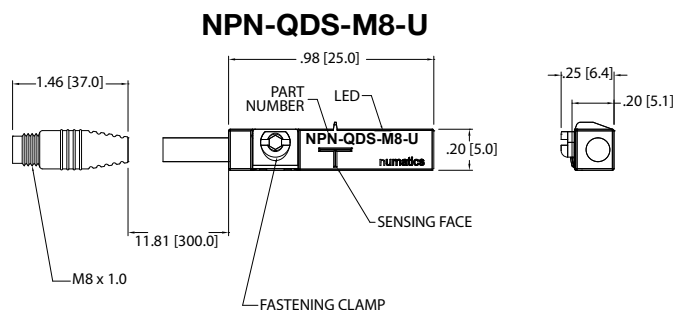 NPN-QDS-M8-U
.98 [25.0]
1.46 [37.0]
.25 [6.4]
PART
NUMBER
LED
.20 [5.1]
NPN-QDS-M8-U
numatics
.20 [5.0]
SENSING FACE
11.81 [300.0]
M8 x 1.0
FASTENING CLAMP